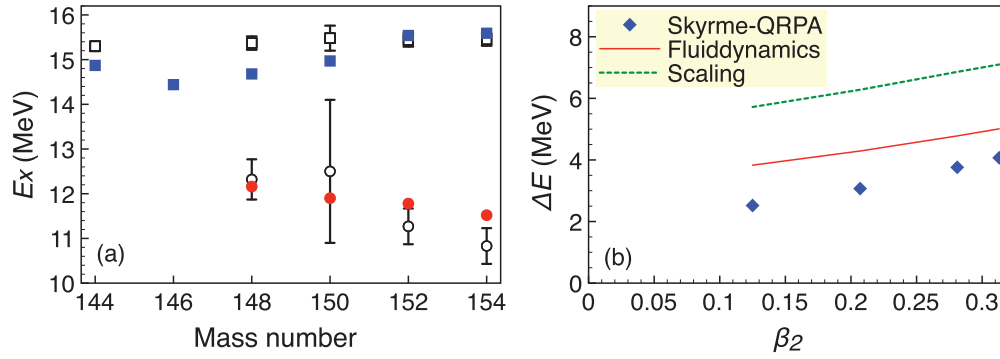 16
15
14
13
12
11
10
Ex (MeV)
(a)
144 146 148 150 152 154
Mass number
Skyrme-QRPA
Fluiddynamics
Scaling
8
6
4
2
0
ΔE (MeV)
(b)
0 0.05 0.1 0.15 0.2 0.25 0.3
β2